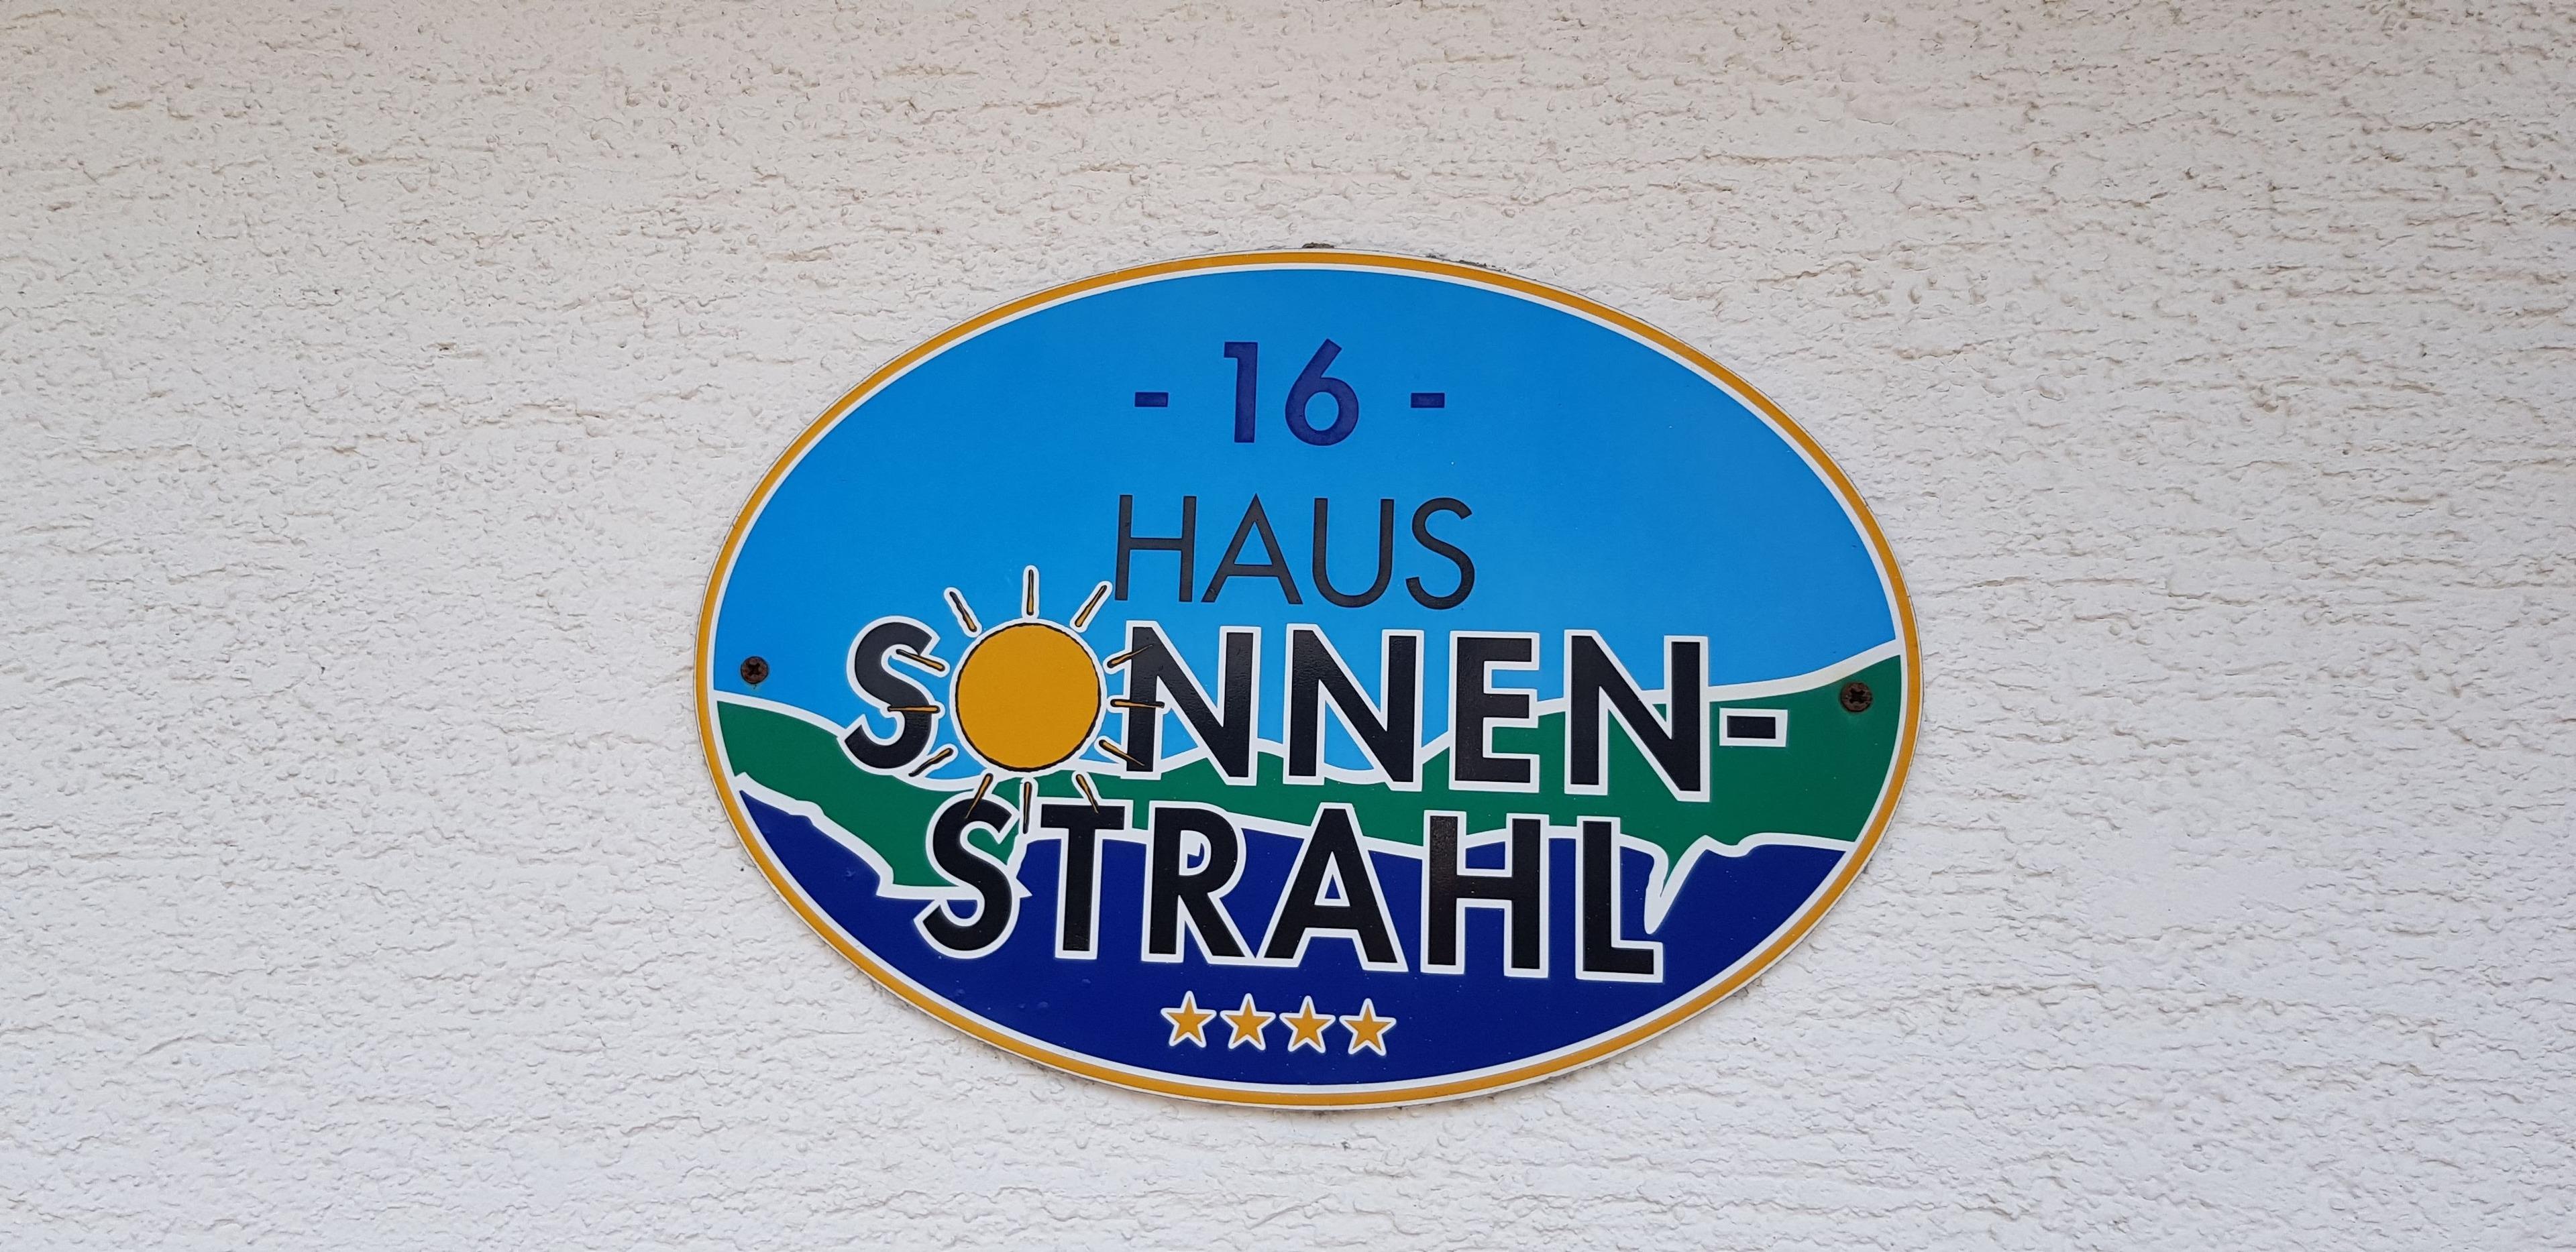 - 16 -
HAUS
SONNEN-
STRAHL